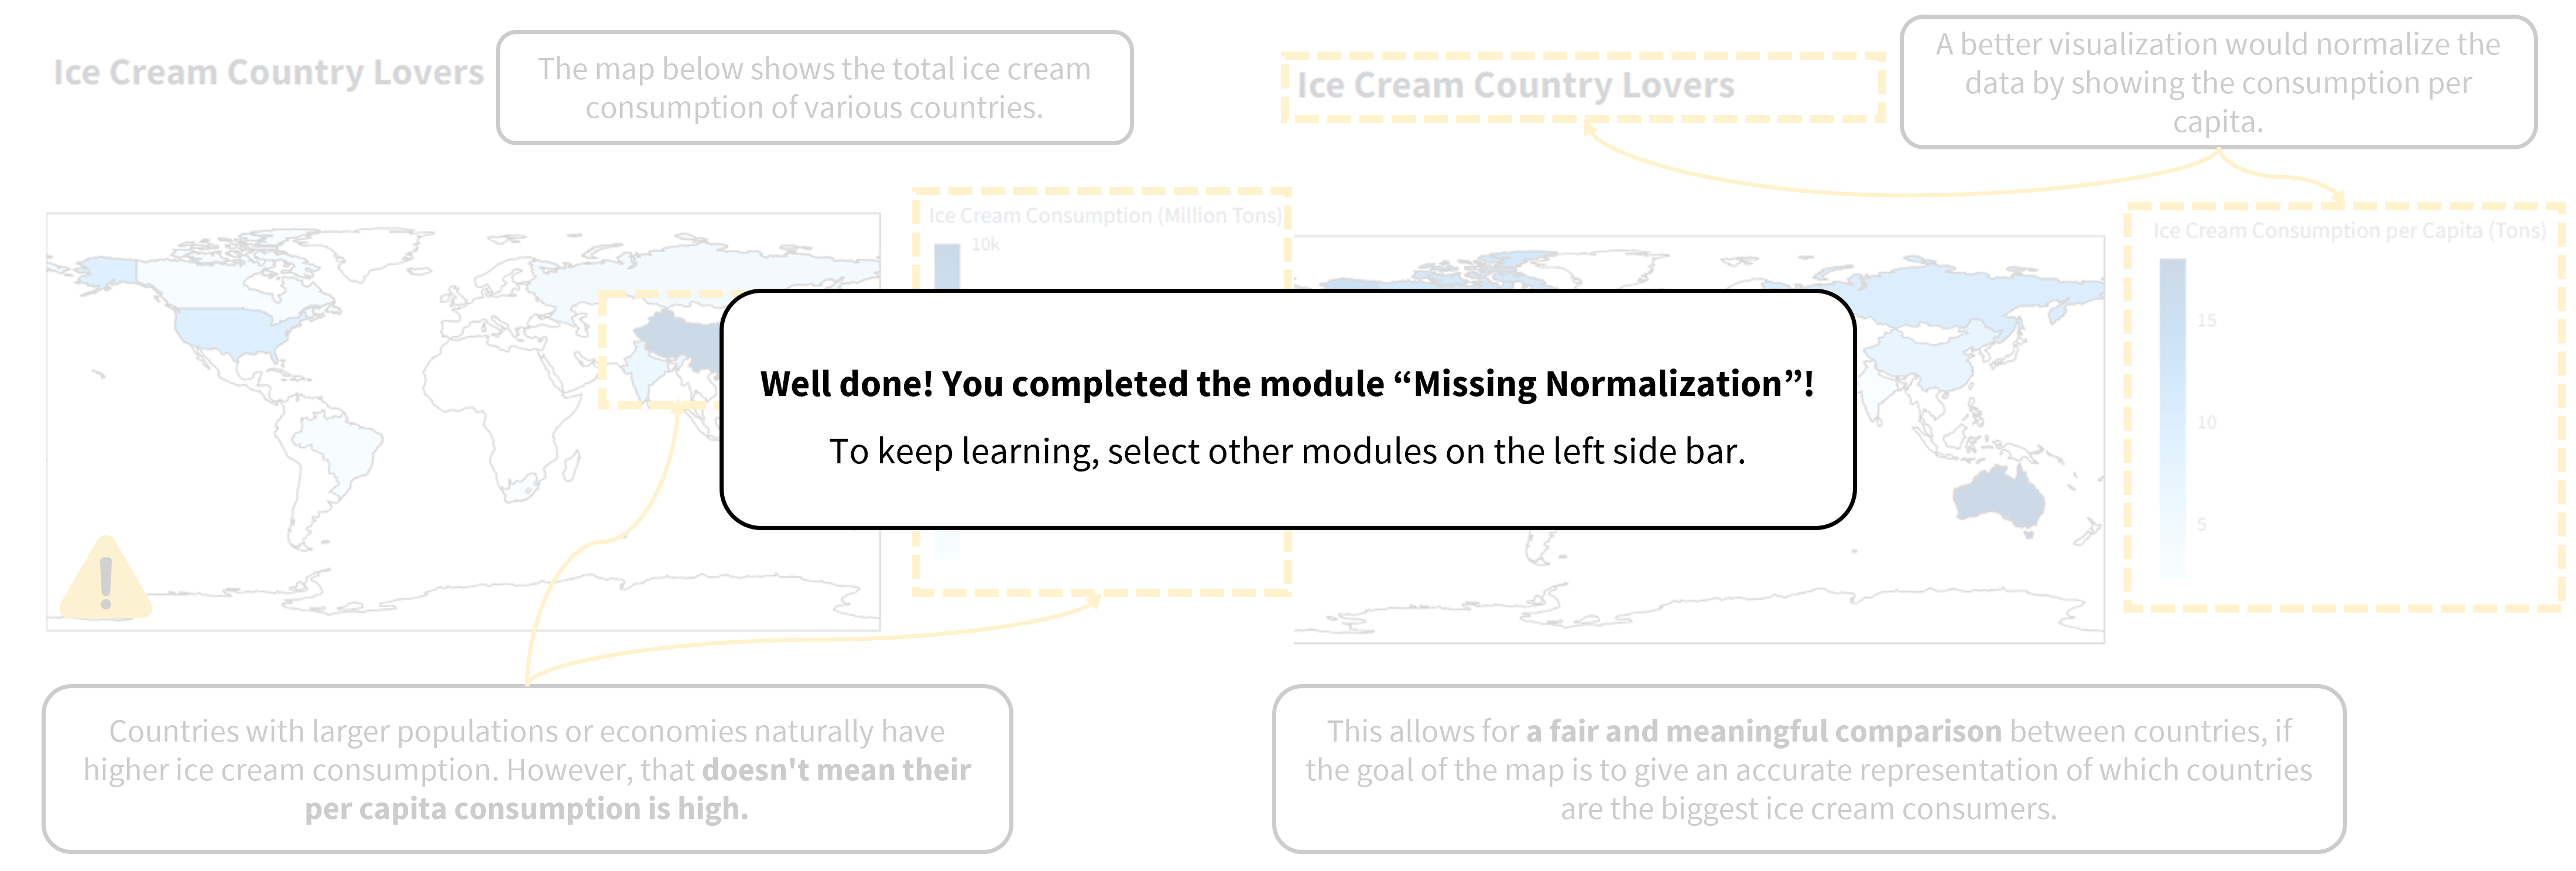 Ice Cream Country Lovers
The map below shows the total ice cream
consumption of various countries.
Ice Cream Consumption (Million Tons)
10k
Countries with larger populations or economies naturally have
higher ice cream consumption. However, that doesn't mean their
per capita consumption is high.
Ice Cream Country Lovers
A better visualization would normalize the
data by showing the consumption per
capita.
Ice Cream Consumption per Capita (Tons)
15
10
5
This allows for a fair and meaningful comparison between countries, if
the goal of the map is to give an accurate representation of which countries
are the biggest ice cream consumers.
Well done! You completed the module “Missing Normalization”!
To keep learning, select other modules on the left side bar.